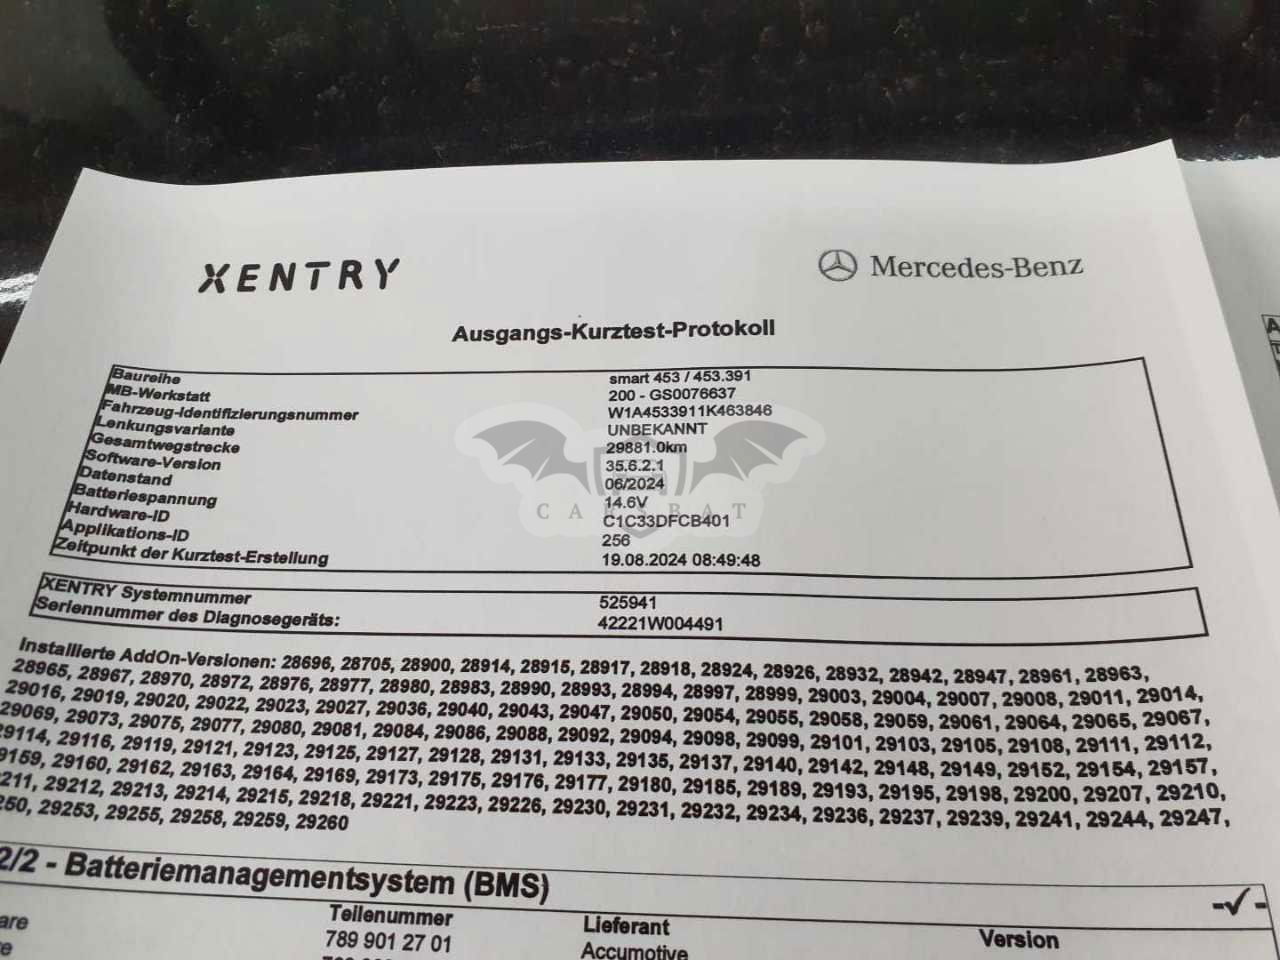 XENTRY
Mercedes-Benz
Ausgangs-Kurztest-Protokoll
Baureihe smart 453 / 453.391
MB-Werkstatt 200 - GS0076637
Fahrzeug-Identifizierungsnummer W1A4533911K463846
Lenkungsvariante UNBEKANNT
Gesamtwegstrecke 29881.0km
Software-Version 35.6.2.1
Datenstand 06/2024
Batteriespannung 14.6V
Hardware-ID C1C33DFCB401
Applikations-ID 256
Zeitpunkt der Kurztest-Erstellung 19.08.2024 08:49:48
CARSBAT
XENTRY Systemnummer 525941
Seriennummer des Diagnosegeräts: 42221W004491
Installierte AddOn-Versionen: 28696, 28705, 28900, 28914, 28915, 28917, 28918, 28924, 28926, 28932, 28942, 28947, 28961, 28963,
28965, 28967, 28970, 28972, 28976, 28977, 28980, 28983, 28990, 28993, 28994, 28997, 28999, 29003, 29004, 29007, 29008, 29011, 29014,
29016, 29019, 29020, 29022, 29023, 29027, 29036, 29040, 29043, 29047, 29050, 29054, 29055, 29058, 29059, 29061, 29064, 29065, 29067,
29069, 29073, 29075, 29077, 29080, 29081, 29084, 29086, 29088, 29092, 29094, 29098, 29099, 29101, 29103, 29105, 29108, 29111, 29112,
29114, 29116, 29119, 29121, 29123, 29125, 29127, 29128, 29131, 29133, 29135, 29137, 29140, 29142, 29148, 29149, 29152, 29154, 29157,
9159, 29160, 29162, 29163, 29164, 29169, 29173, 29175, 29176, 29177, 29180, 29185, 29189, 29193, 29195, 29198, 29200, 29207, 29210,
211, 29212, 29213, 29214, 29215, 29218, 29221, 29223, 29226, 29230, 29231, 29232, 29234, 29236, 29237, 29239, 29241, 29244, 29247,
250, 29253, 29255, 29258, 29259, 29260
2/2 - Batteriemanagementsystem (BMS) -✓-
are Teilenummer Lieferant Version
789 901 27 01 Accumotive